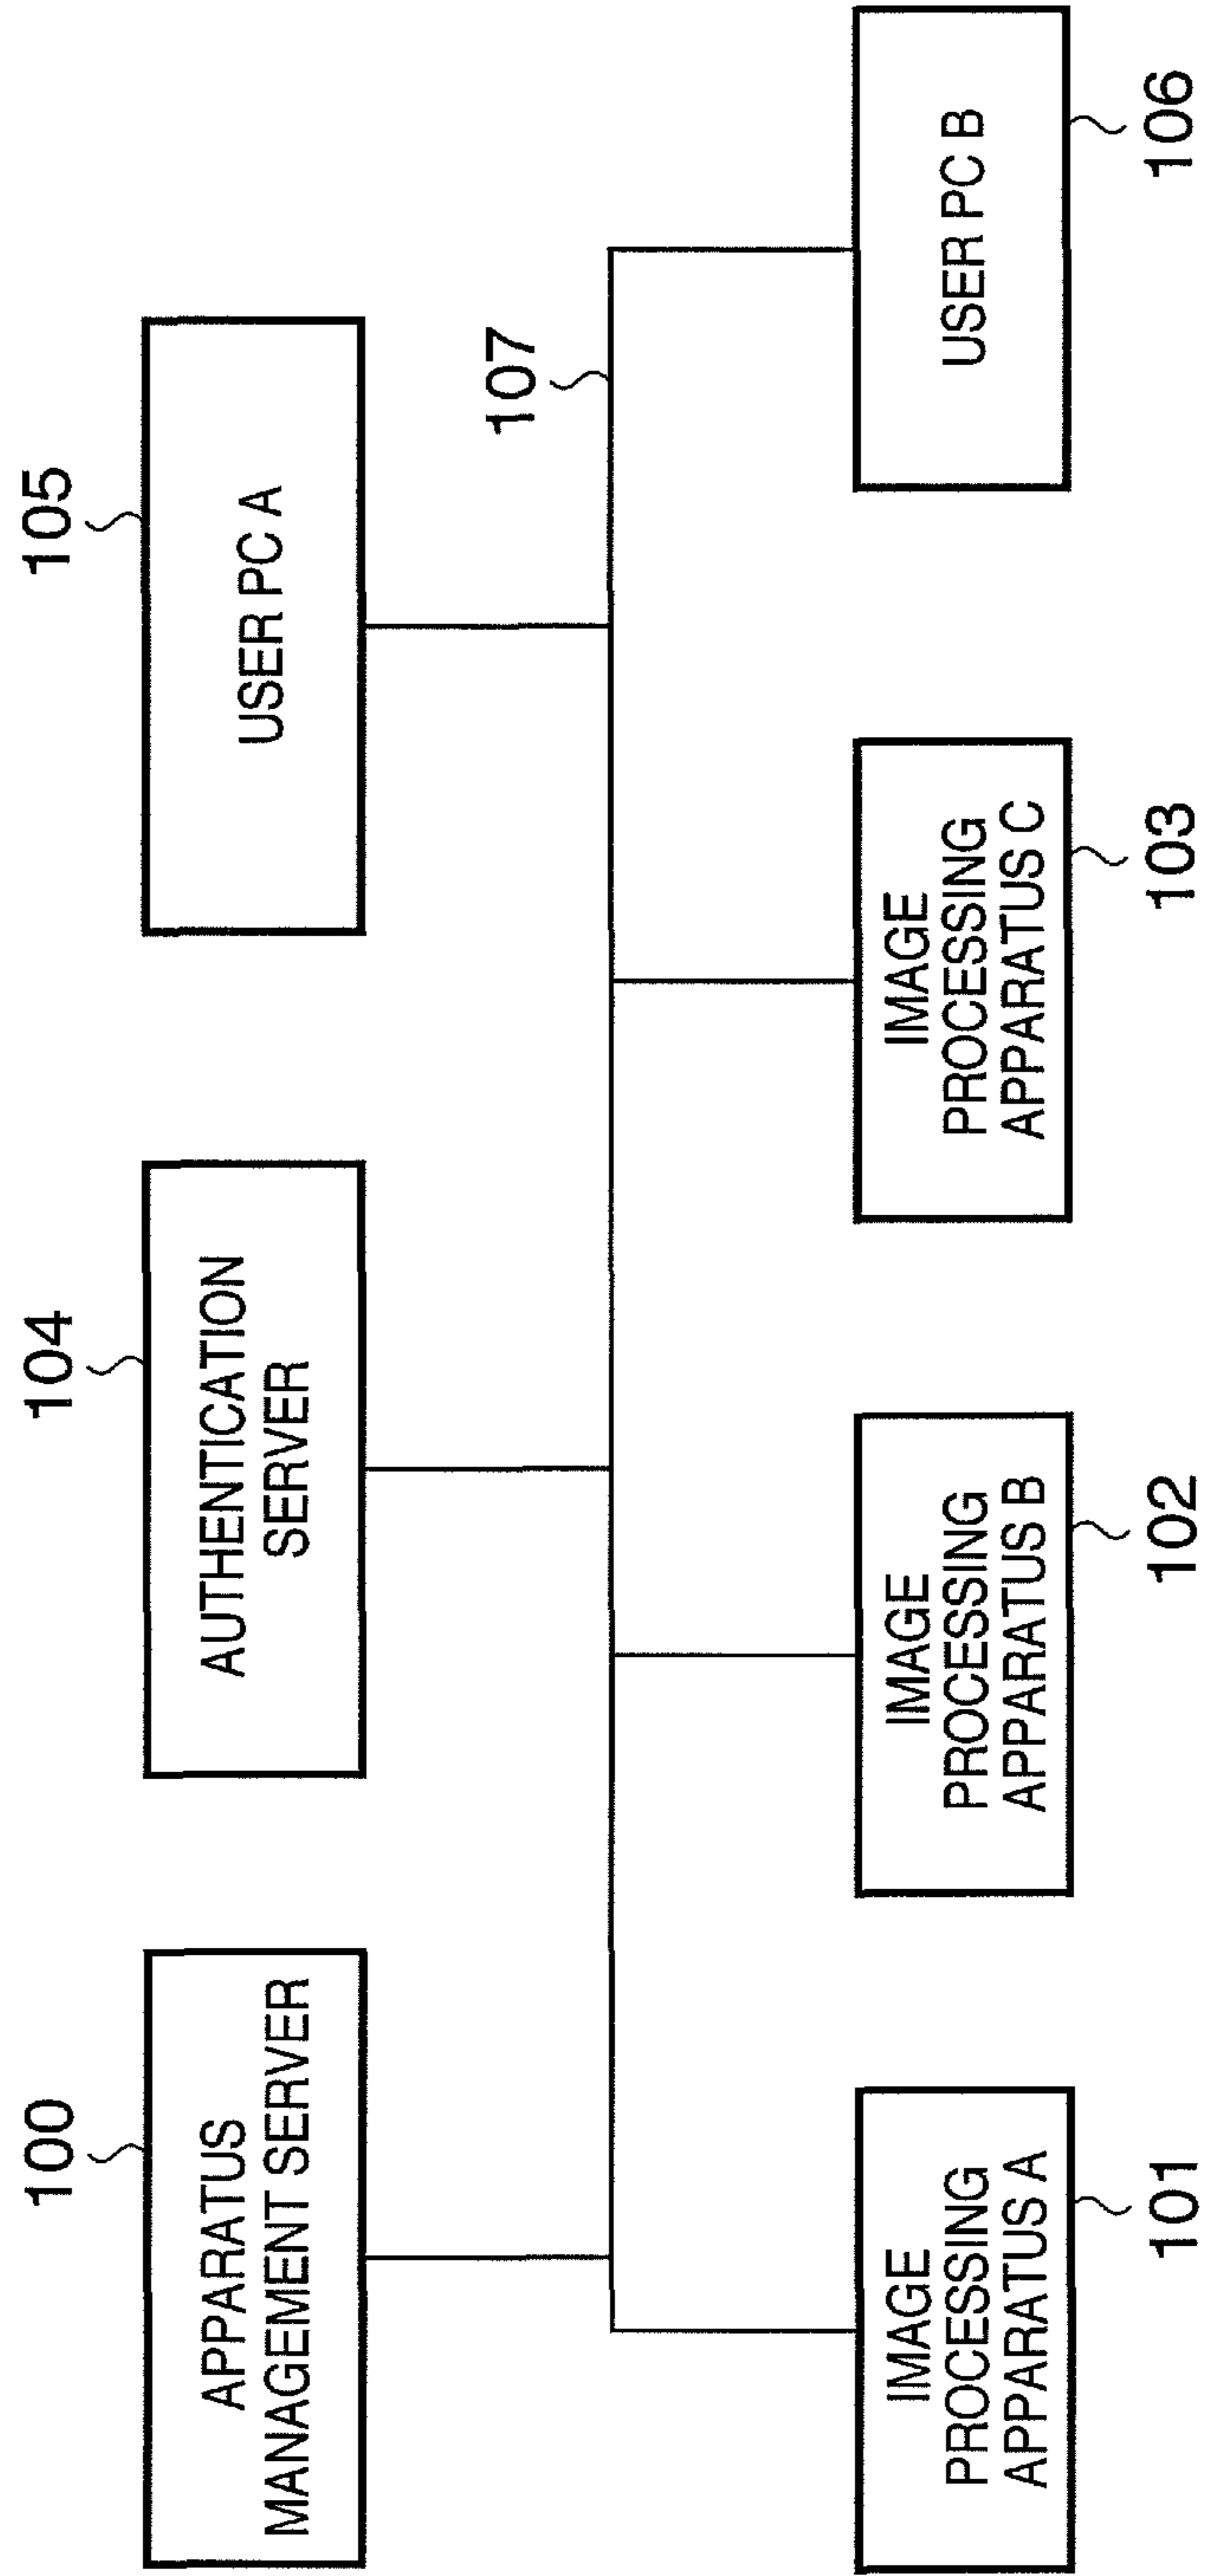 100
APPARATUS
MANAGEMENT SERVER
104
AUTHENTICATION
SERVER
105
USER PC A
107
IMAGE
PROCESSING
APPARATUS A
101
IMAGE
PROCESSING
APPARATUS B
102
IMAGE
PROCESSING
APPARATUS C
103
USER PC B
106